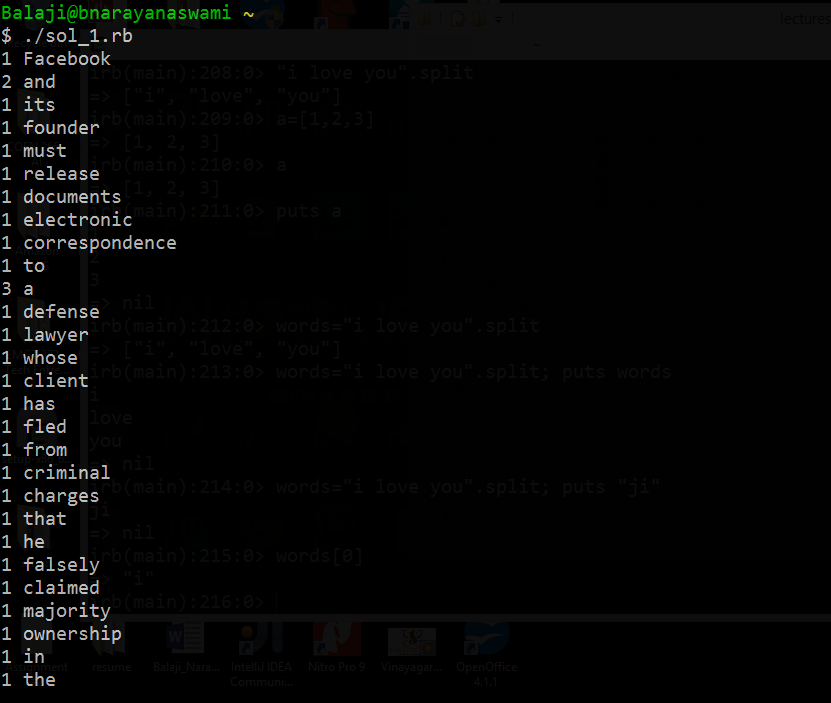 Balaji@bnarayanaswami ~
$ ./sol_1.rb
1 Facebook
2 and
1 its
1 founder
1 must
1 release
1 documents
1 electronic
1 correspondence
1 to
3 a
1 defense
1 lawyer
1 whose
1 client
1 has
1 fled
1 from
1 criminal
1 charges
1 that
1 he
1 falsely
1 claimed
1 majority
1 ownership
1 in
1 the
lectures
irb(main):208:0> "i love you".split
=> ["i", "love", "you"]
irb(main):209:0> a=[1,2,3]
=> [1, 2, 3]
irb(main):210:0> a
=> [1, 2, 3]
irb(main):211:0> puts a
3
=> nil
irb(main):212:0> words="i love you".split
=> ["i", "love", "you"]
irb(main):213:0> words="i love you".split; puts words
i
love
you
=> nil
irb(main):214:0> words="i love you".split; puts "ji"
ji
=> nil
irb(main):215:0> words[0]
=> "i"
irb(main):216:0>
Assignment
resume
Balaji_Nara...
IntelliJ IDEA
Communi...
Nitro Pro 9
Vinayagar...
OpenOffice
4.1.1